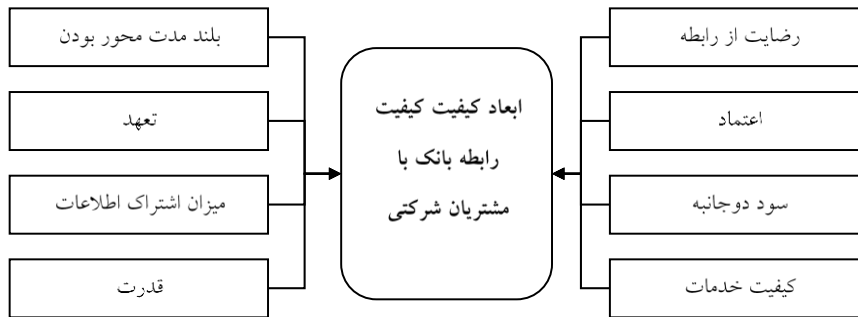 رضایت از رابطه
اعتماد
سود دوجانبه
کیفیت خدمات
ابعاد کیفیت کیفیت
رابطه بانک با
مشتریان شرکتی
بلند مدت محور بودن
تعهد
میزان اشتراک اطلاعات
قدرت